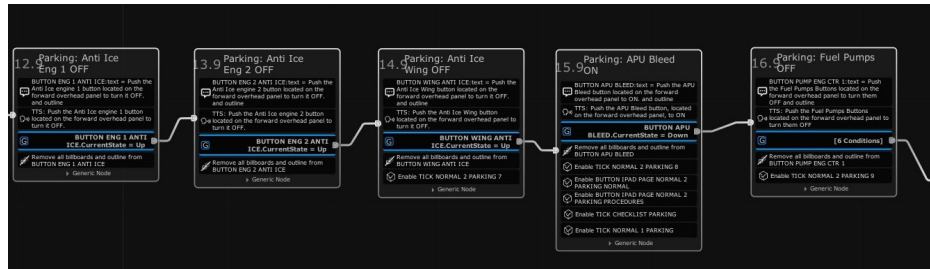 12.9
Parking: Anti Ice
Eng 1 OFF
BUTTON ENG 1 ANTI ICE:text = Push the
Anti Ice engine 1 button located on the
forward overhead panel to turn it OFF.
and outline
TTS: Push the Anti Ice engine 1 button
located on the forward overhead panel to
turn it OFF.
BUTTON ENG 1 ANTI
ICE.CurrentState = Up
Remove all billboards and outline from
BUTTON ENG 1 ANTI ICE
Generic Node
13.9
Parking: Anti Ice
Eng 2 OFF
BUTTON ENG 2 ANTI ICE:text = Push the
Anti Ice engine 2 button located on the
forward overhead panel to turn it OFF.
and outline
TTS: Push the Anti Ice engine 2 button
located on the forward overhead panel to
turn it OFF.
BUTTON ENG 2 ANTI
ICE.CurrentState = Up
Remove all billboards and outline from
BUTTON ENG 2 ANTI ICE
Generic Node
14.9
Parking: Anti Ice
Wing OFF
BUTTON WING ANTI ICE:text = Push the
Anti Ice Wing button located on the
forward overhead panel to turn it OFF.
and outline
TTS: Push the Anti Ice Wing button
located on the forward overhead panel to
turn it OFF.
BUTTON WING ANTI
ICE.CurrentState = Up
Remove all billboards and outline from
BUTTON WING ANTI ICE
Enable TICK NORMAL 2 PARKING 7
Generic Node
15.9
Parking: APU Bleed
ON
BUTTON APU BLEED:text = Push the APU
Bleed button located on the forward
overhead panel to ON. and outline
TTS: Push the APU Bleed button, located
on the forward overhead panel, to ON
BUTTON APU
BLEED.CurrentState = Down
Remove all billboards and outline from
BUTTON APU BLEED
Enable TICK NORMAL 2 PARKING 8
Enable BUTTON IPAD PAGE NORMAL 2
PARKING NORMAL
Enable BUTTON IPAD PAGE NORMAL 2
PARKING PROCEDURES
Enable TICK CHECKLIST PARKING
Enable TICK NORMAL 1 PARKING
Generic Node
16.9
Parking: Fuel Pumps
OFF
BUTTON PUMP ENG CTR 1:text = Push
the Fuel Pumps Buttons located on the
forward overhead panel to turn them
OFF and outline
TTS: Push the Fuel Pumps Buttons
located on the forward overhead panel to
turn them OFF
[6 Conditions]
Remove all billboards and outline from
BUTTON PUMP ENG CTR 1
Enable TICK NORMAL 2 PARKING 9
Generic Node